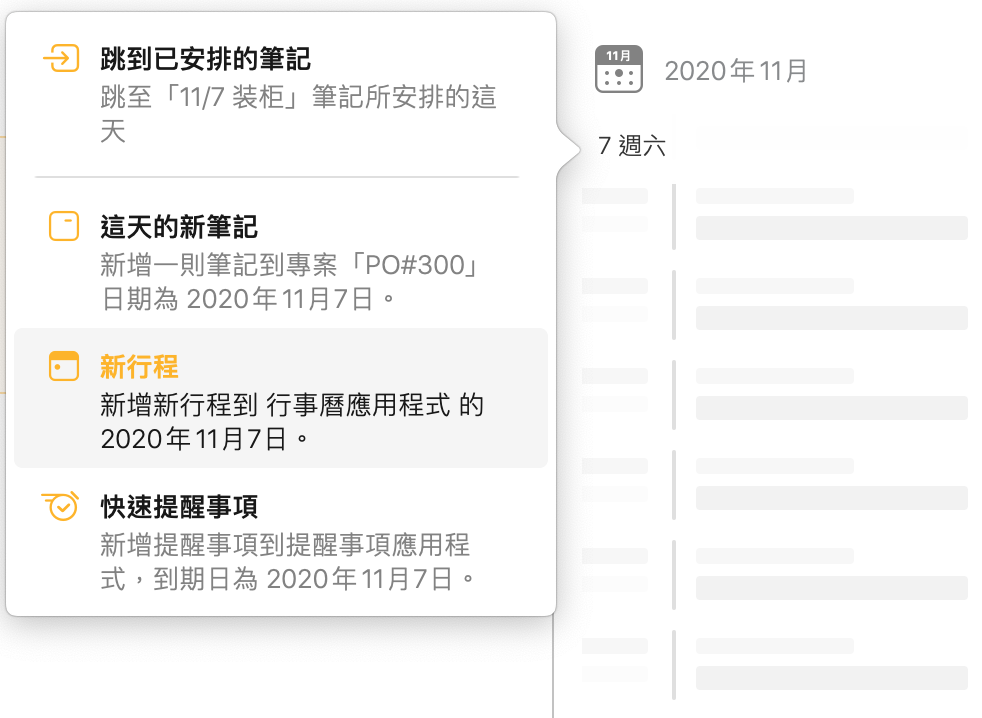 跳到已安排的筆記
跳至「11/7 装柜」筆記所安排的這
天
這天的新筆記
新增一則筆記到專案「PO#300」
日期為 2020年11月7日。
新行程
新增新行程到 行事曆應用程式 的
2020年11月7日。
快速提醒事項
新增提醒事項到提醒事項應用程
式，到期日為 2020年11月7日。
11月
2020年11月
7 週六